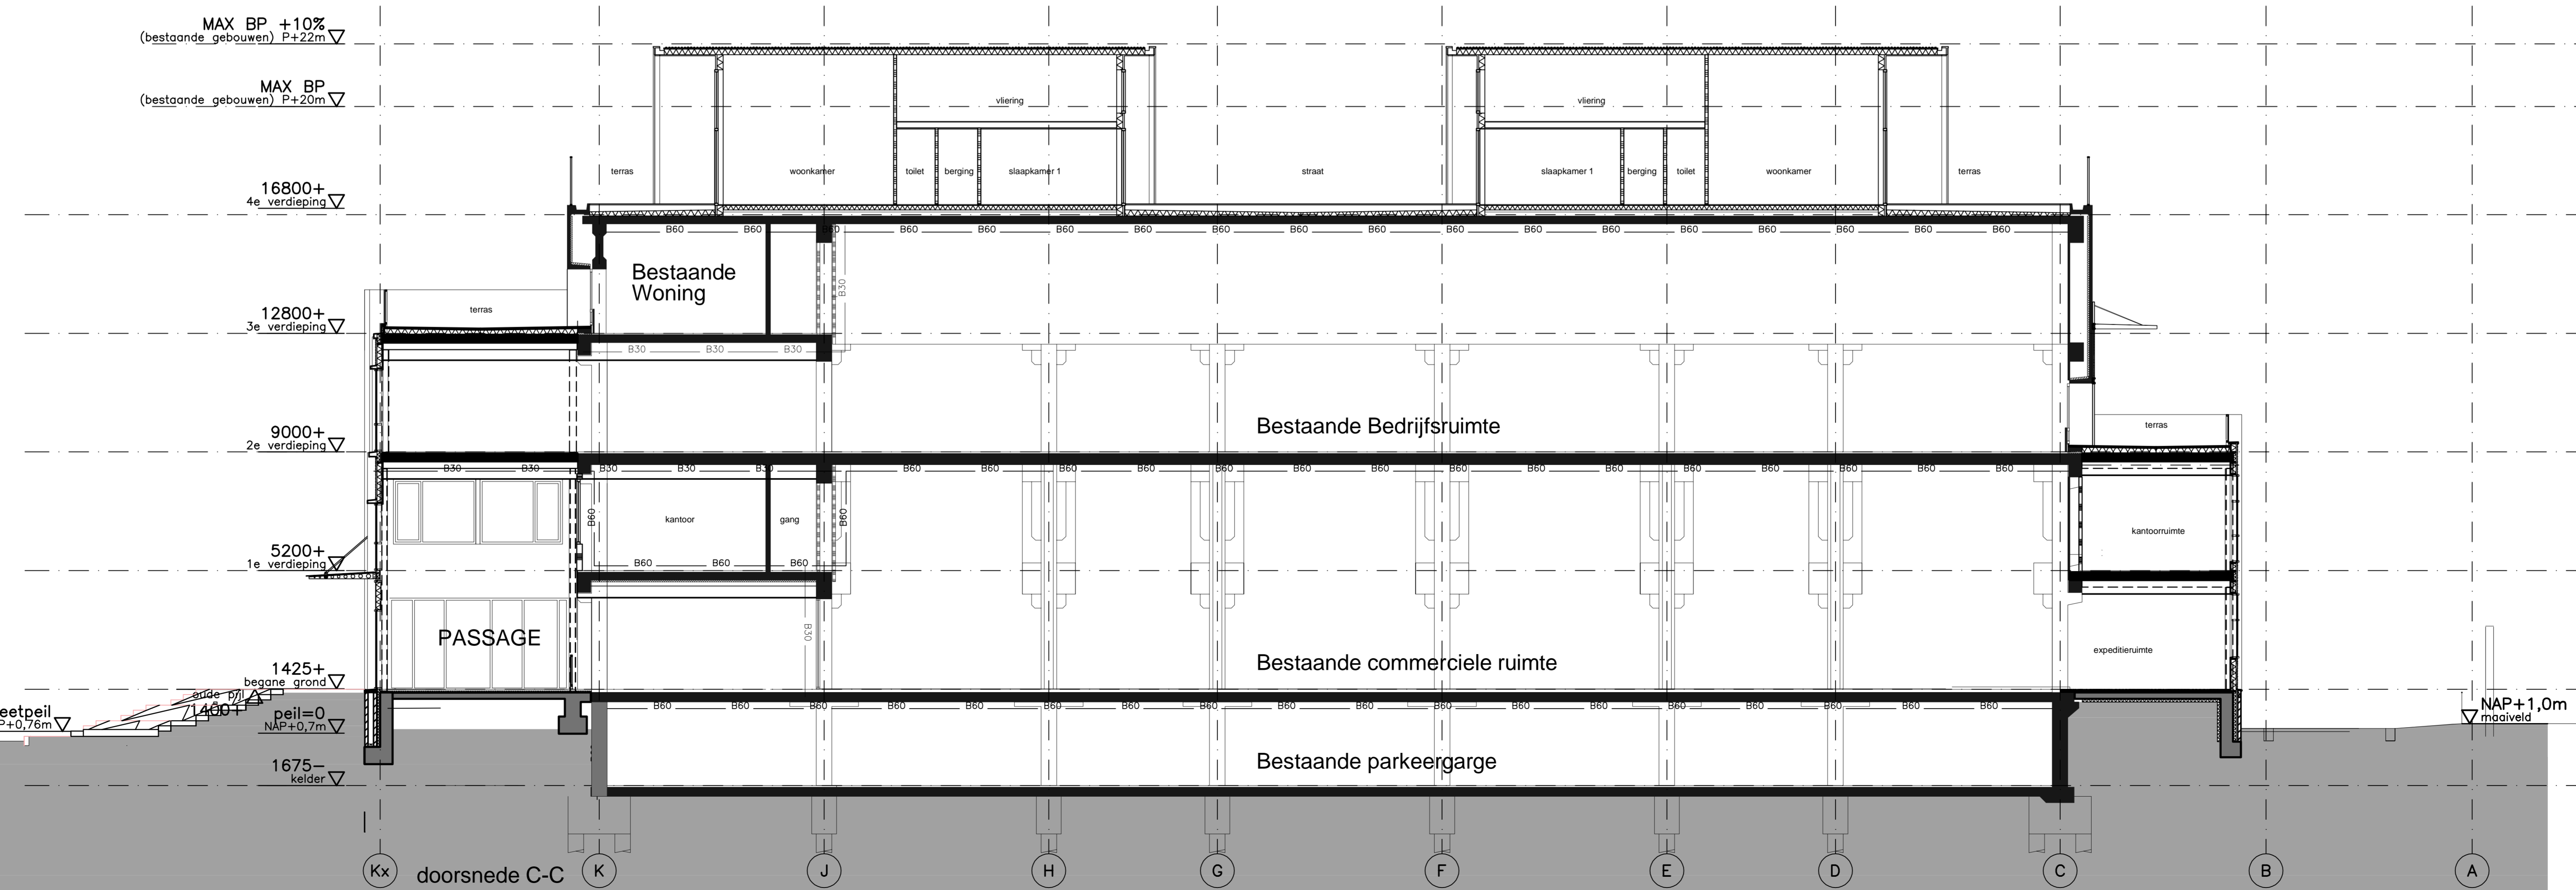 MAX BP +10%
(bestaande gebouwen) P+22m
MAX BP
(bestaande gebouwen) P+20m
vliering
vliering
terras
woonkamer
toilet
berging
slaapkamer 1
straat
slaapkamer 1
berging
toilet
woonkamer
terras
16800+
4e verdieping
B60 B60 B60 B60 B60 B60 B60 B60 B60 B60 B60 B60 B60 B60 B60 B60 B60 B60
Bestaande
Woning
B30
terras
12800+
3e verdieping
B30 B30 B30
9000+
2e verdieping
Bestaande Bedrijfsruimte
terras
B30 B30 B30 B30 B30 B60 B60 B60 B60 B60 B60 B60 B60 B60 B60 B60 B60 B60 B60 B60
B60
kantoor
gang
B60
kantoorruimte
5200+
1e verdieping
B60 B60 B60
B30
PASSAGE
expeditieruimte
1425+
begane grond
Bestaande commerciele ruimte
oude pijl
1400+
eetpeil
P+0,76m
peil=0
NAP+0,7m
B60 B60 B60 B60 B60 B60 B60 B60 B60 B60 B60 B60 B60 B60 B60 B60 B60 B60
NAP+1,0m
maaiveld
1675−
kelder
Bestaande parkeergarge
doorsnede C-C
Kx K J H G F E D C B A